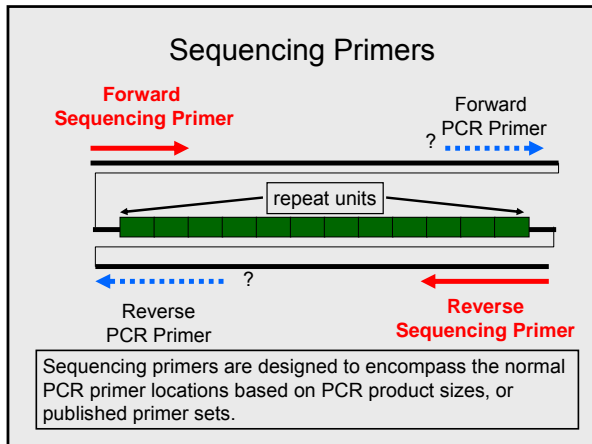 Sequencing Primers
Forward
Sequencing Primer
Forward
PCR Primer
?
repeat units
?
Reverse
PCR Primer
Reverse
Sequencing Primer
Sequencing primers are designed to encompass the normal
PCR primer locations based on PCR product sizes, or
published primer sets.